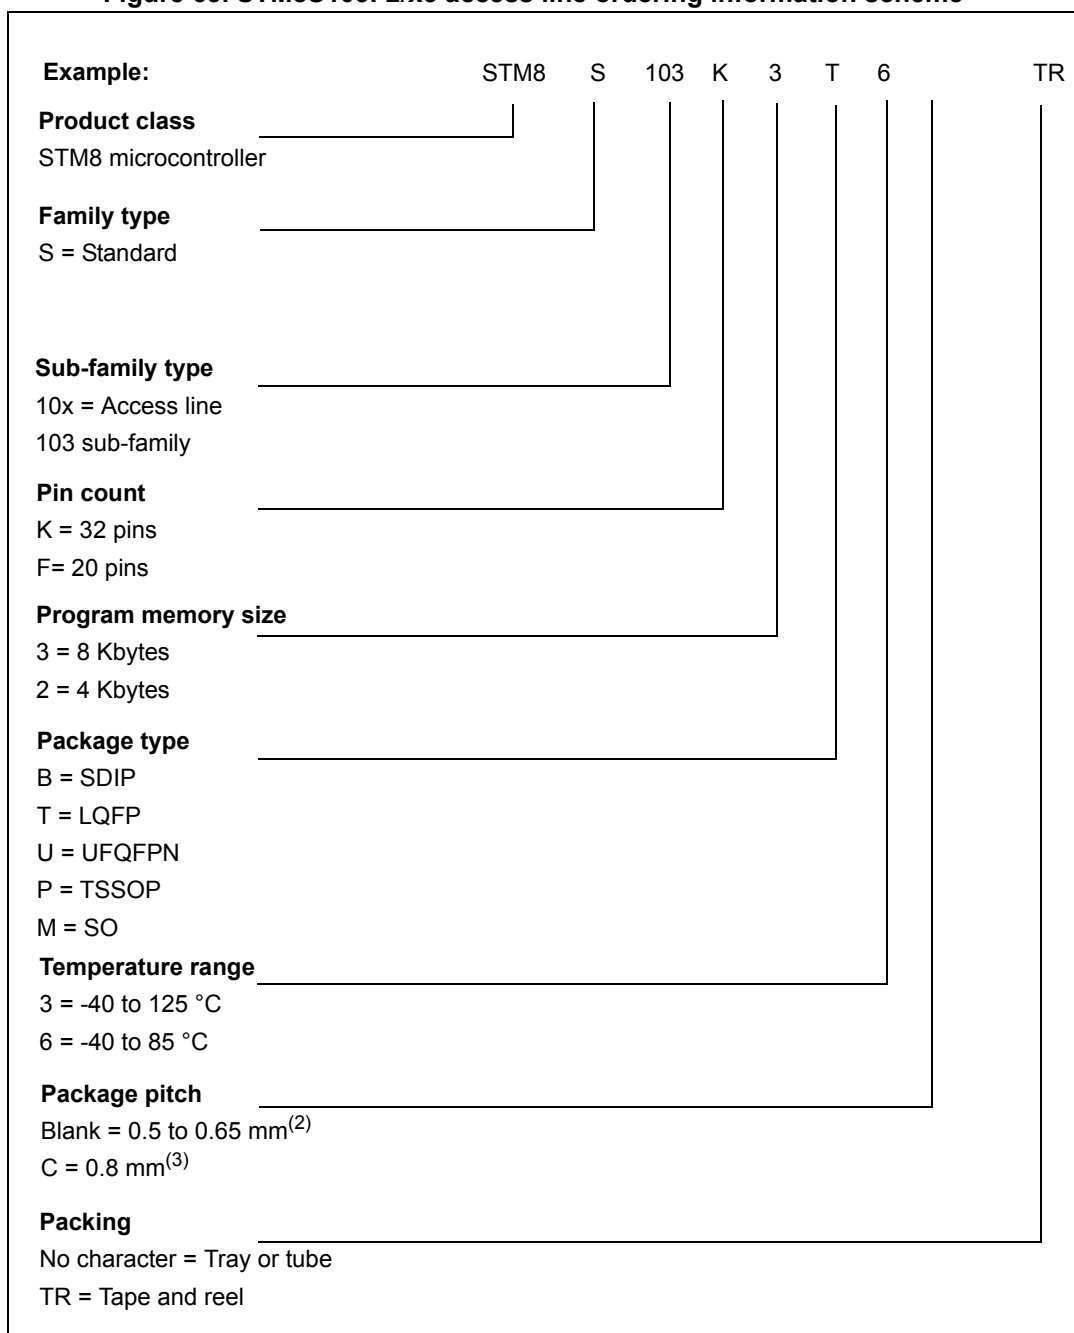 Example: STM8 S 103 K 3 T 6 TR
Product class
STM8 microcontroller
Family type
S = Standard
Sub-family type
10x = Access line
103 sub-family
Pin count
K = 32 pins
F= 20 pins
Program memory size
3 = 8 Kbytes
2 = 4 Kbytes
Package type
B = SDIP
T = LQFP
U = UFQFPN
P = TSSOP
M = SO
Temperature range
3 = -40 to 125 °C
6 = -40 to 85 °C
Package pitch
Blank = 0.5 to 0.65 mm(2)
C = 0.8 mm(3)
Packing
No character = Tray or tube
TR = Tape and reel